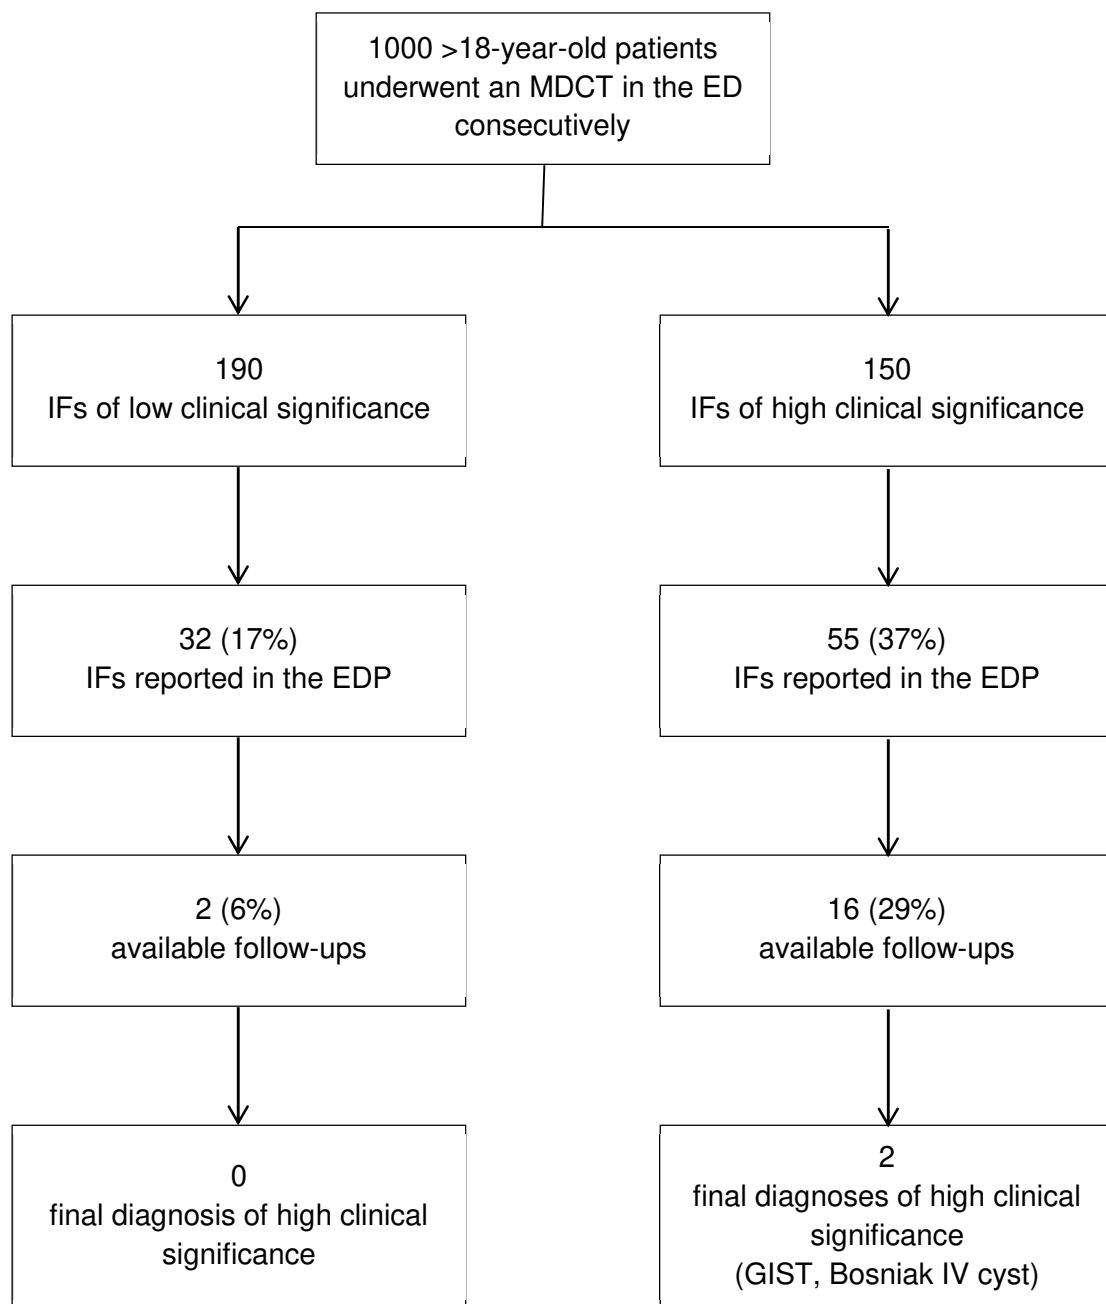 1000 >18-year-old patients
underwent an MDCT in the ED
consecutively
190
IFs of low clinical significance
150
IFs of high clinical significance
32 (17%)
IFs reported in the EDP
55 (37%)
IFs reported in the EDP
2 (6%)
available follow-ups
16 (29%)
available follow-ups
0
final diagnosis of high clinical
significance
2
final diagnoses of high clinical
significance
(GIST, Bosniak IV cyst)